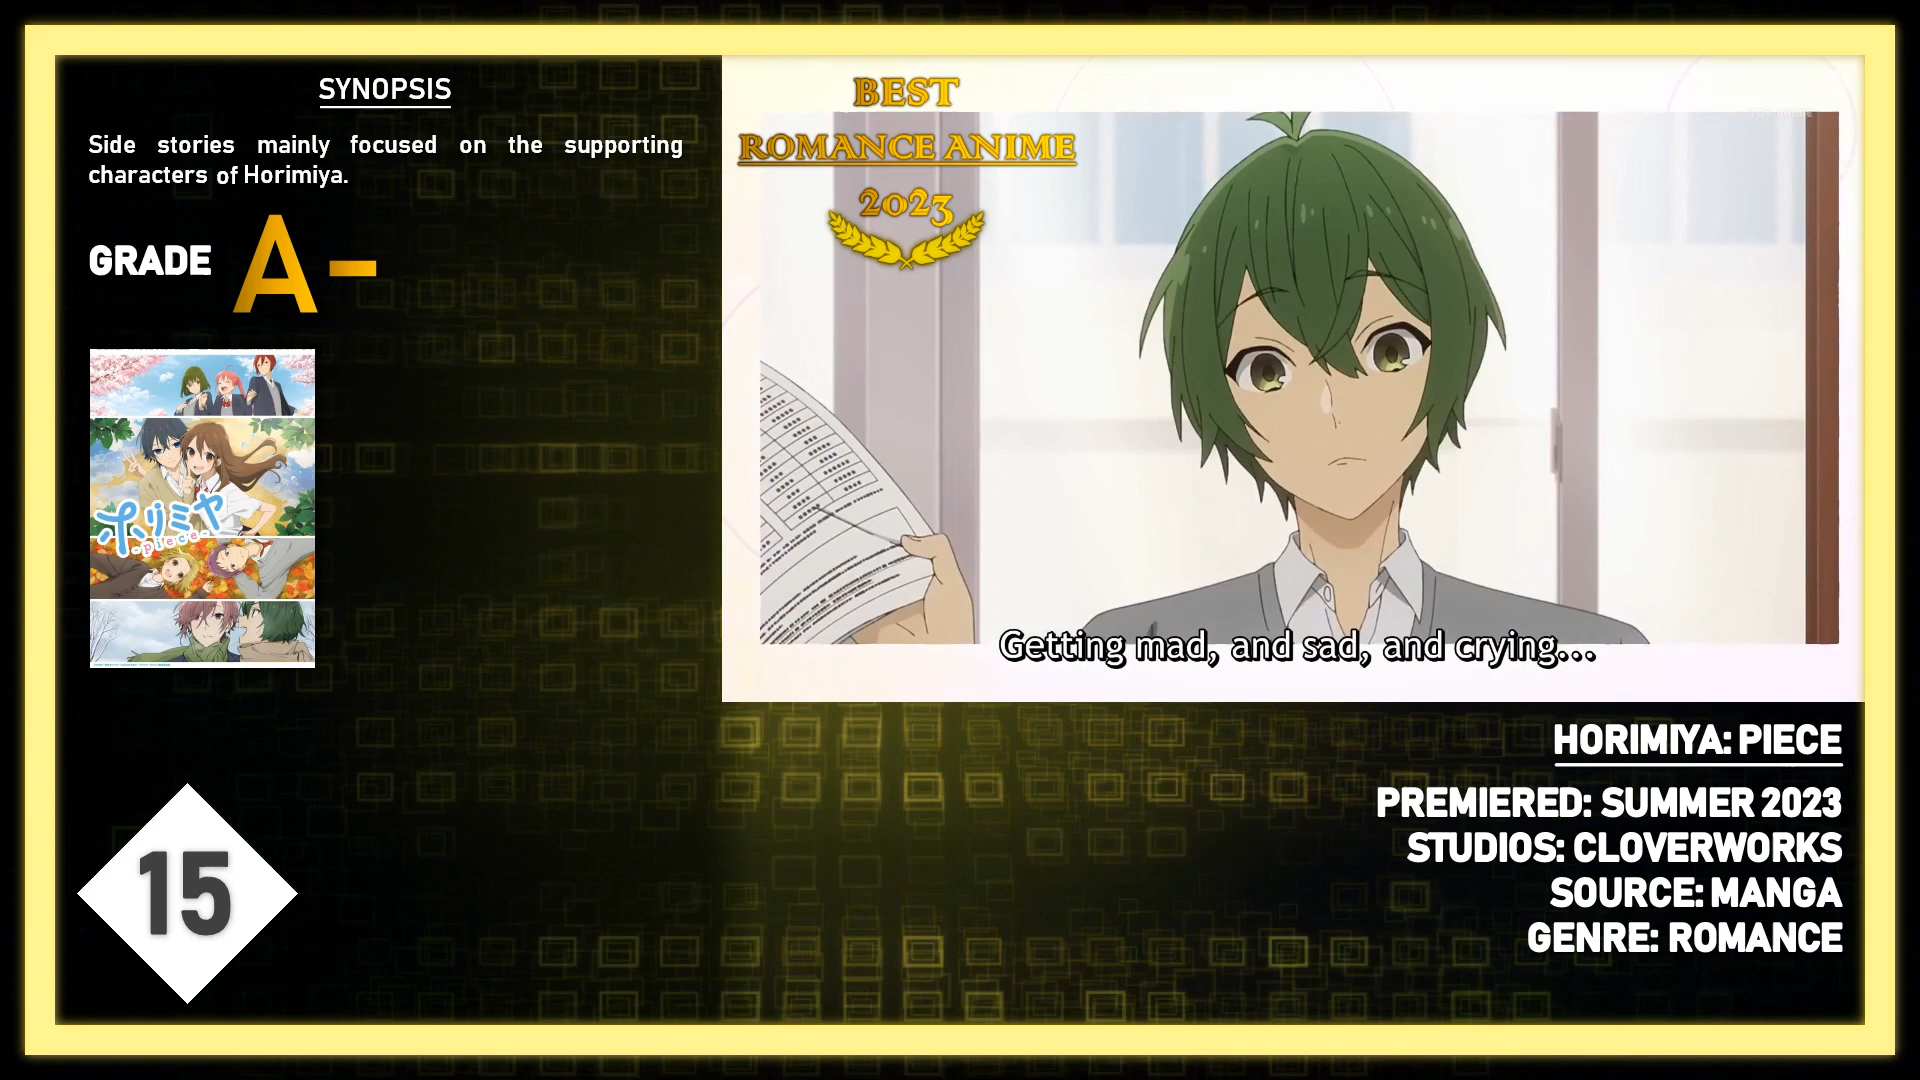 SYNOPSIS
Side stories mainly focused on the supporting
characters of Horimiya.
GRADE A-
ホリミヤ
-piece-
15
BEST
ROMANCE ANIME
2023
Getting mad, and sad, and crying...
HORIMIYA: PIECE
PREMIERED: SUMMER 2023
STUDIOS: CLOVERWORKS
SOURCE: MANGA
GENRE: ROMANCE